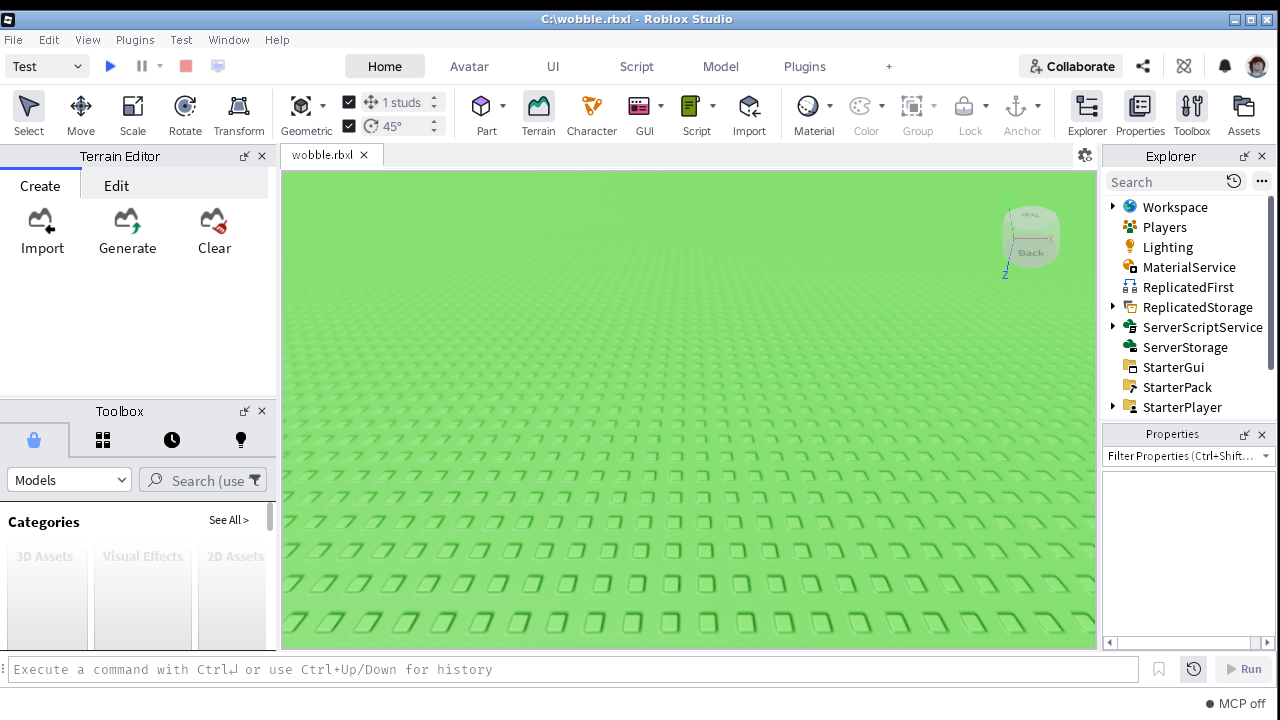 C:\wobble.rbxl - Roblox Studio
File Edit View Plugins Test Window Help
Test Home Avatar UI Script Model Plugins + Collaborate
1 studs
45°
Select Move Scale Rotate Transform Geometric Part Terrain Character GUI Script Import Material Color Group Lock Anchor Explorer Properties Toolbox Assets
Terrain Editor
Create Edit
Import Generate Clear
Toolbox
Models Search (use
Categories See All >
3D Assets Visual Effects 2D Assets
wobble.rbxl
Back
X
Z
Explorer
Search
Workspace
Players
Lighting
MaterialService
ReplicatedFirst
ReplicatedStorage
ServerScriptService
ServerStorage
StarterGui
StarterPack
StarterPlayer
Properties
Filter Properties (Ctrl+Shift...
Execute a command with Ctrl↵ or use Ctrl+Up/Down for history
Run
MCP off